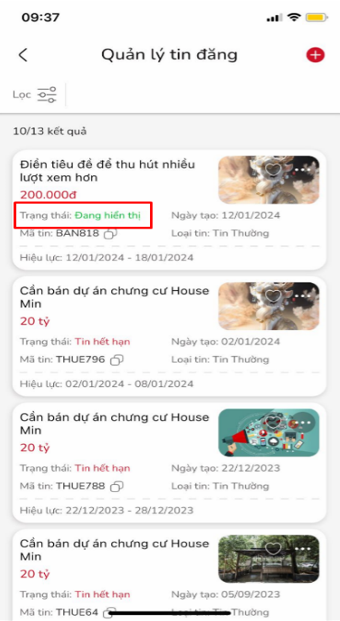 09:37
Quản lý tin đăng
Lọc
10/13 kết quả
Điền tiêu đề để thu hút nhiều
lượt xem hơn
200.000đ
Trạng thái: Đang hiển thị
Ngày tạo: 12/01/2024
Mã tin: BAN818
Loại tin: Tin Thường
Hiệu lực: 12/01/2024 - 18/01/2024
Cần bán dự án chung cư House
Min
20 tỷ
Trạng thái: Tin hết hạn
Ngày tạo: 02/01/2024
Mã tin: THUE796
Loại tin: Tin Thường
Hiệu lực: 02/01/2024 - 08/01/2024
Cần bán dự án chung cư House
Min
20 tỷ
Trạng thái: Tin hết hạn
Ngày tạo: 22/12/2023
Mã tin: THUE788
Loại tin: Tin Thường
Hiệu lực: 22/12/2023 - 28/12/2023
Cần bán dự án chung cư House
Min
20 tỷ
Trạng thái: Tin hết hạn
Ngày tạo: 05/09/2023
Mã tin: THUE64
Loại tin: Tin Thường